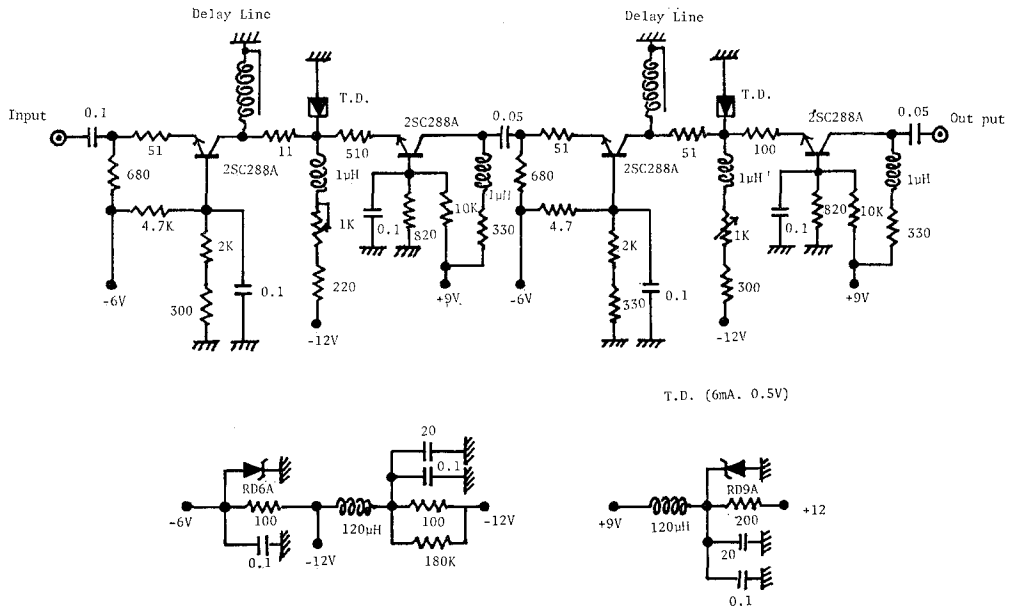 Delay Line
Delay Line
Input
0.1
51
2SC288A
11
T.D.
510
2SC288A
0.05
51
2SC288A
51
T.D.
100
2SC288A
0.05
Out put
680
4.7K
2K
300
0.1
-6V
1μH
1K
220
-12V
0.1
820
10K
1μH
330
+9V
680
4.7
2K
330
0.1
-6V
1μH'
1K
300
-12V
0.1
820
10K
1μH
330
+9V
T.D. (6mA. 0.5V)
-6V
RD6A
100
0.1
-12V
120μH
20
0.1
100
180K
-12V
+9V
120μH
RD9A
200
20
0.1
+12